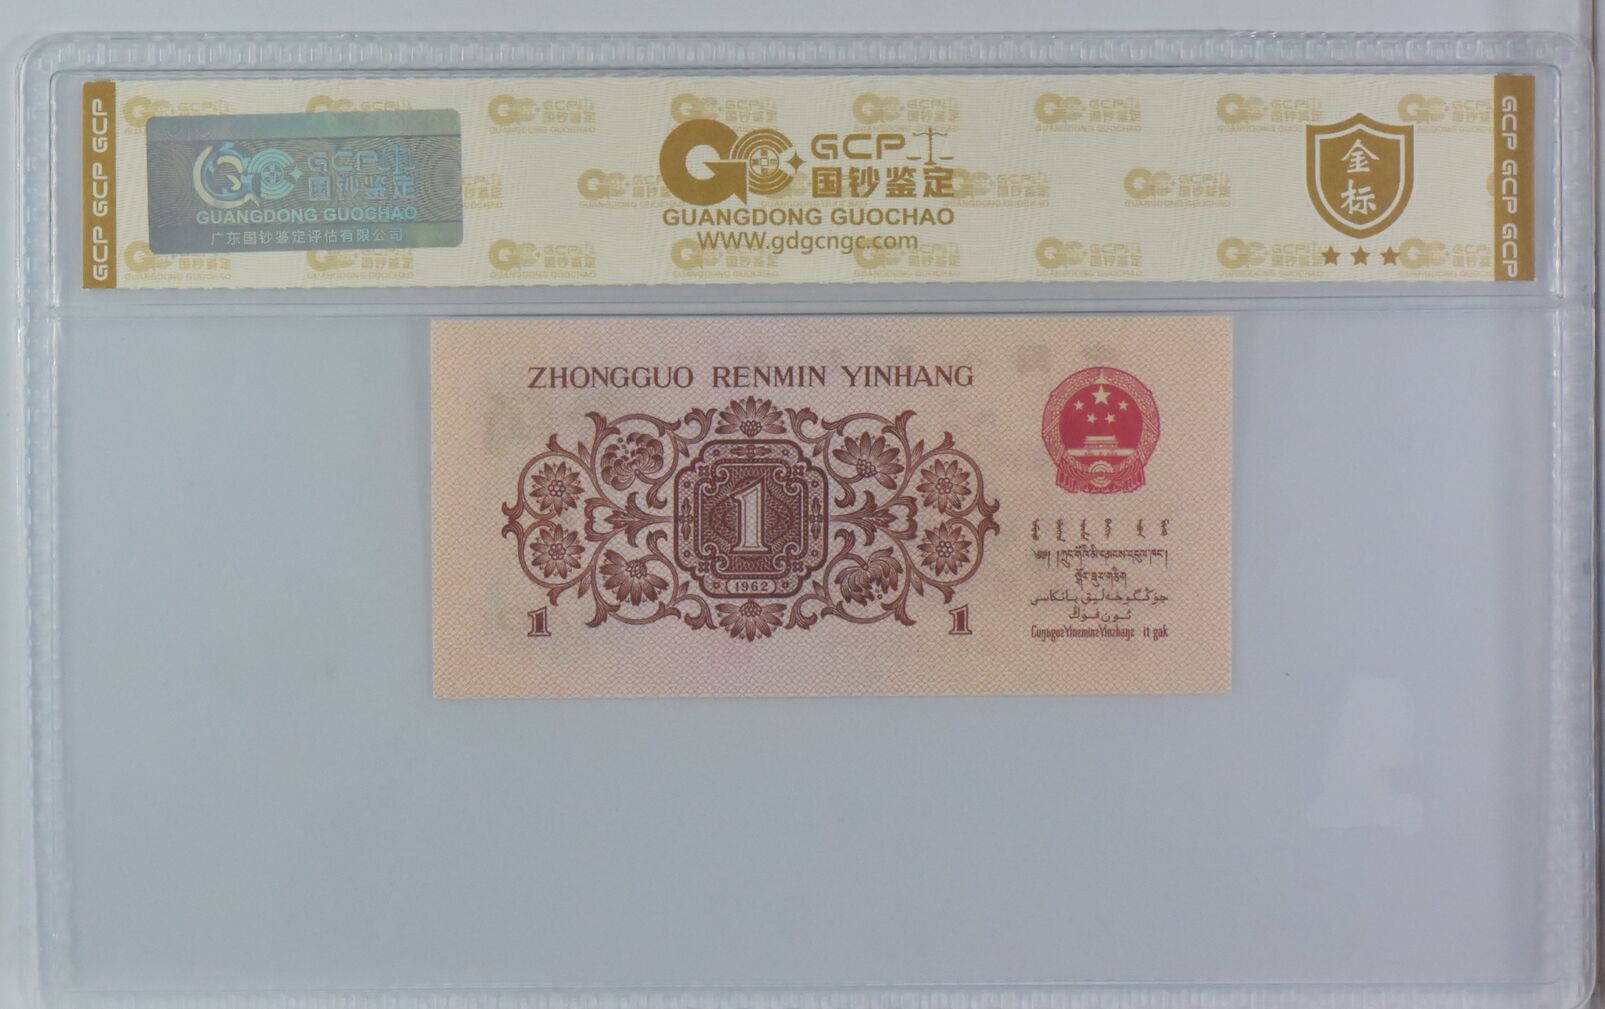 GCP GCP GCP
GCP
国钞鉴定
GUANGDONG GUOCHAO
广东国钞鉴定评估有限公司
GCP
国钞鉴定
GUANGDONG GUOCHAO
WWW.gdgcngc.com
金
标
GCP GCP GCP
ZHONGGUO RENMIN YINHANG
1
1962
1
1